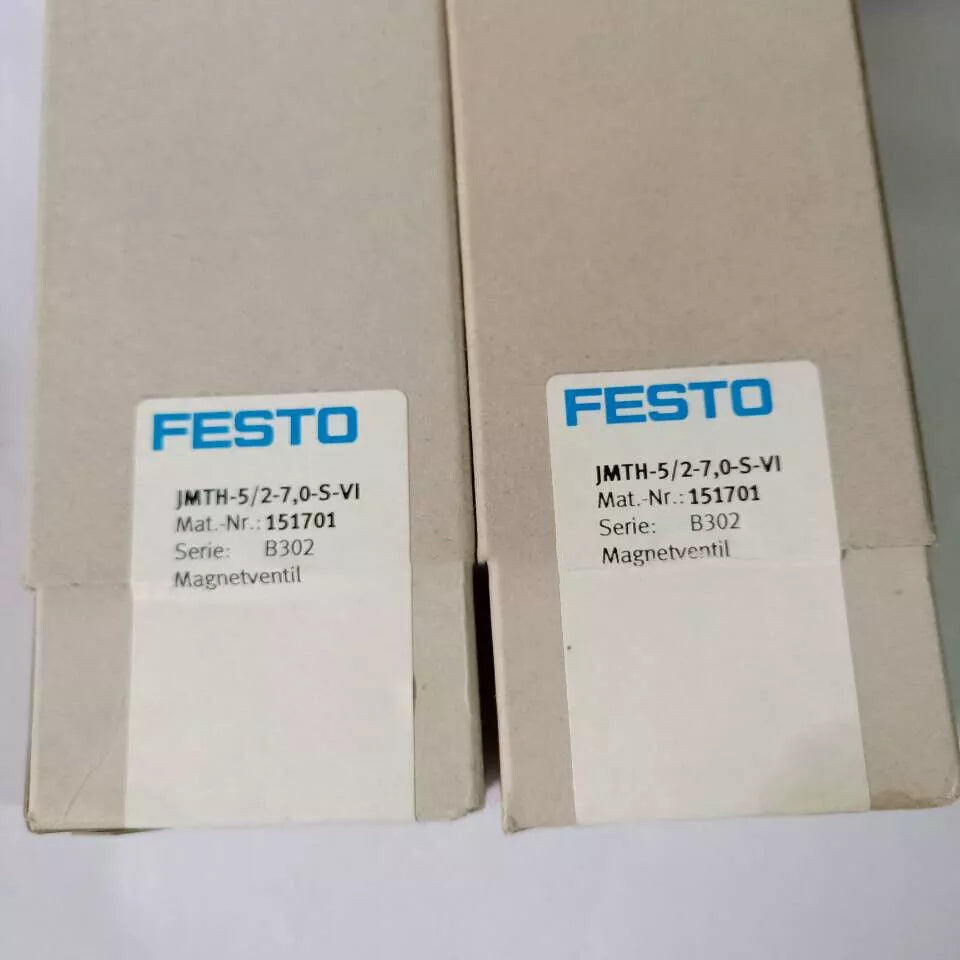 FESTO
JMTH-5/2-7,0-S-VI
Mat.-Nr.: 151701
Serie: B302
Magnetventil
FESTO
JMTH-5/2-7,0-S-VI
Mat.-Nr.: 151701
Serie: B302
Magnetventil